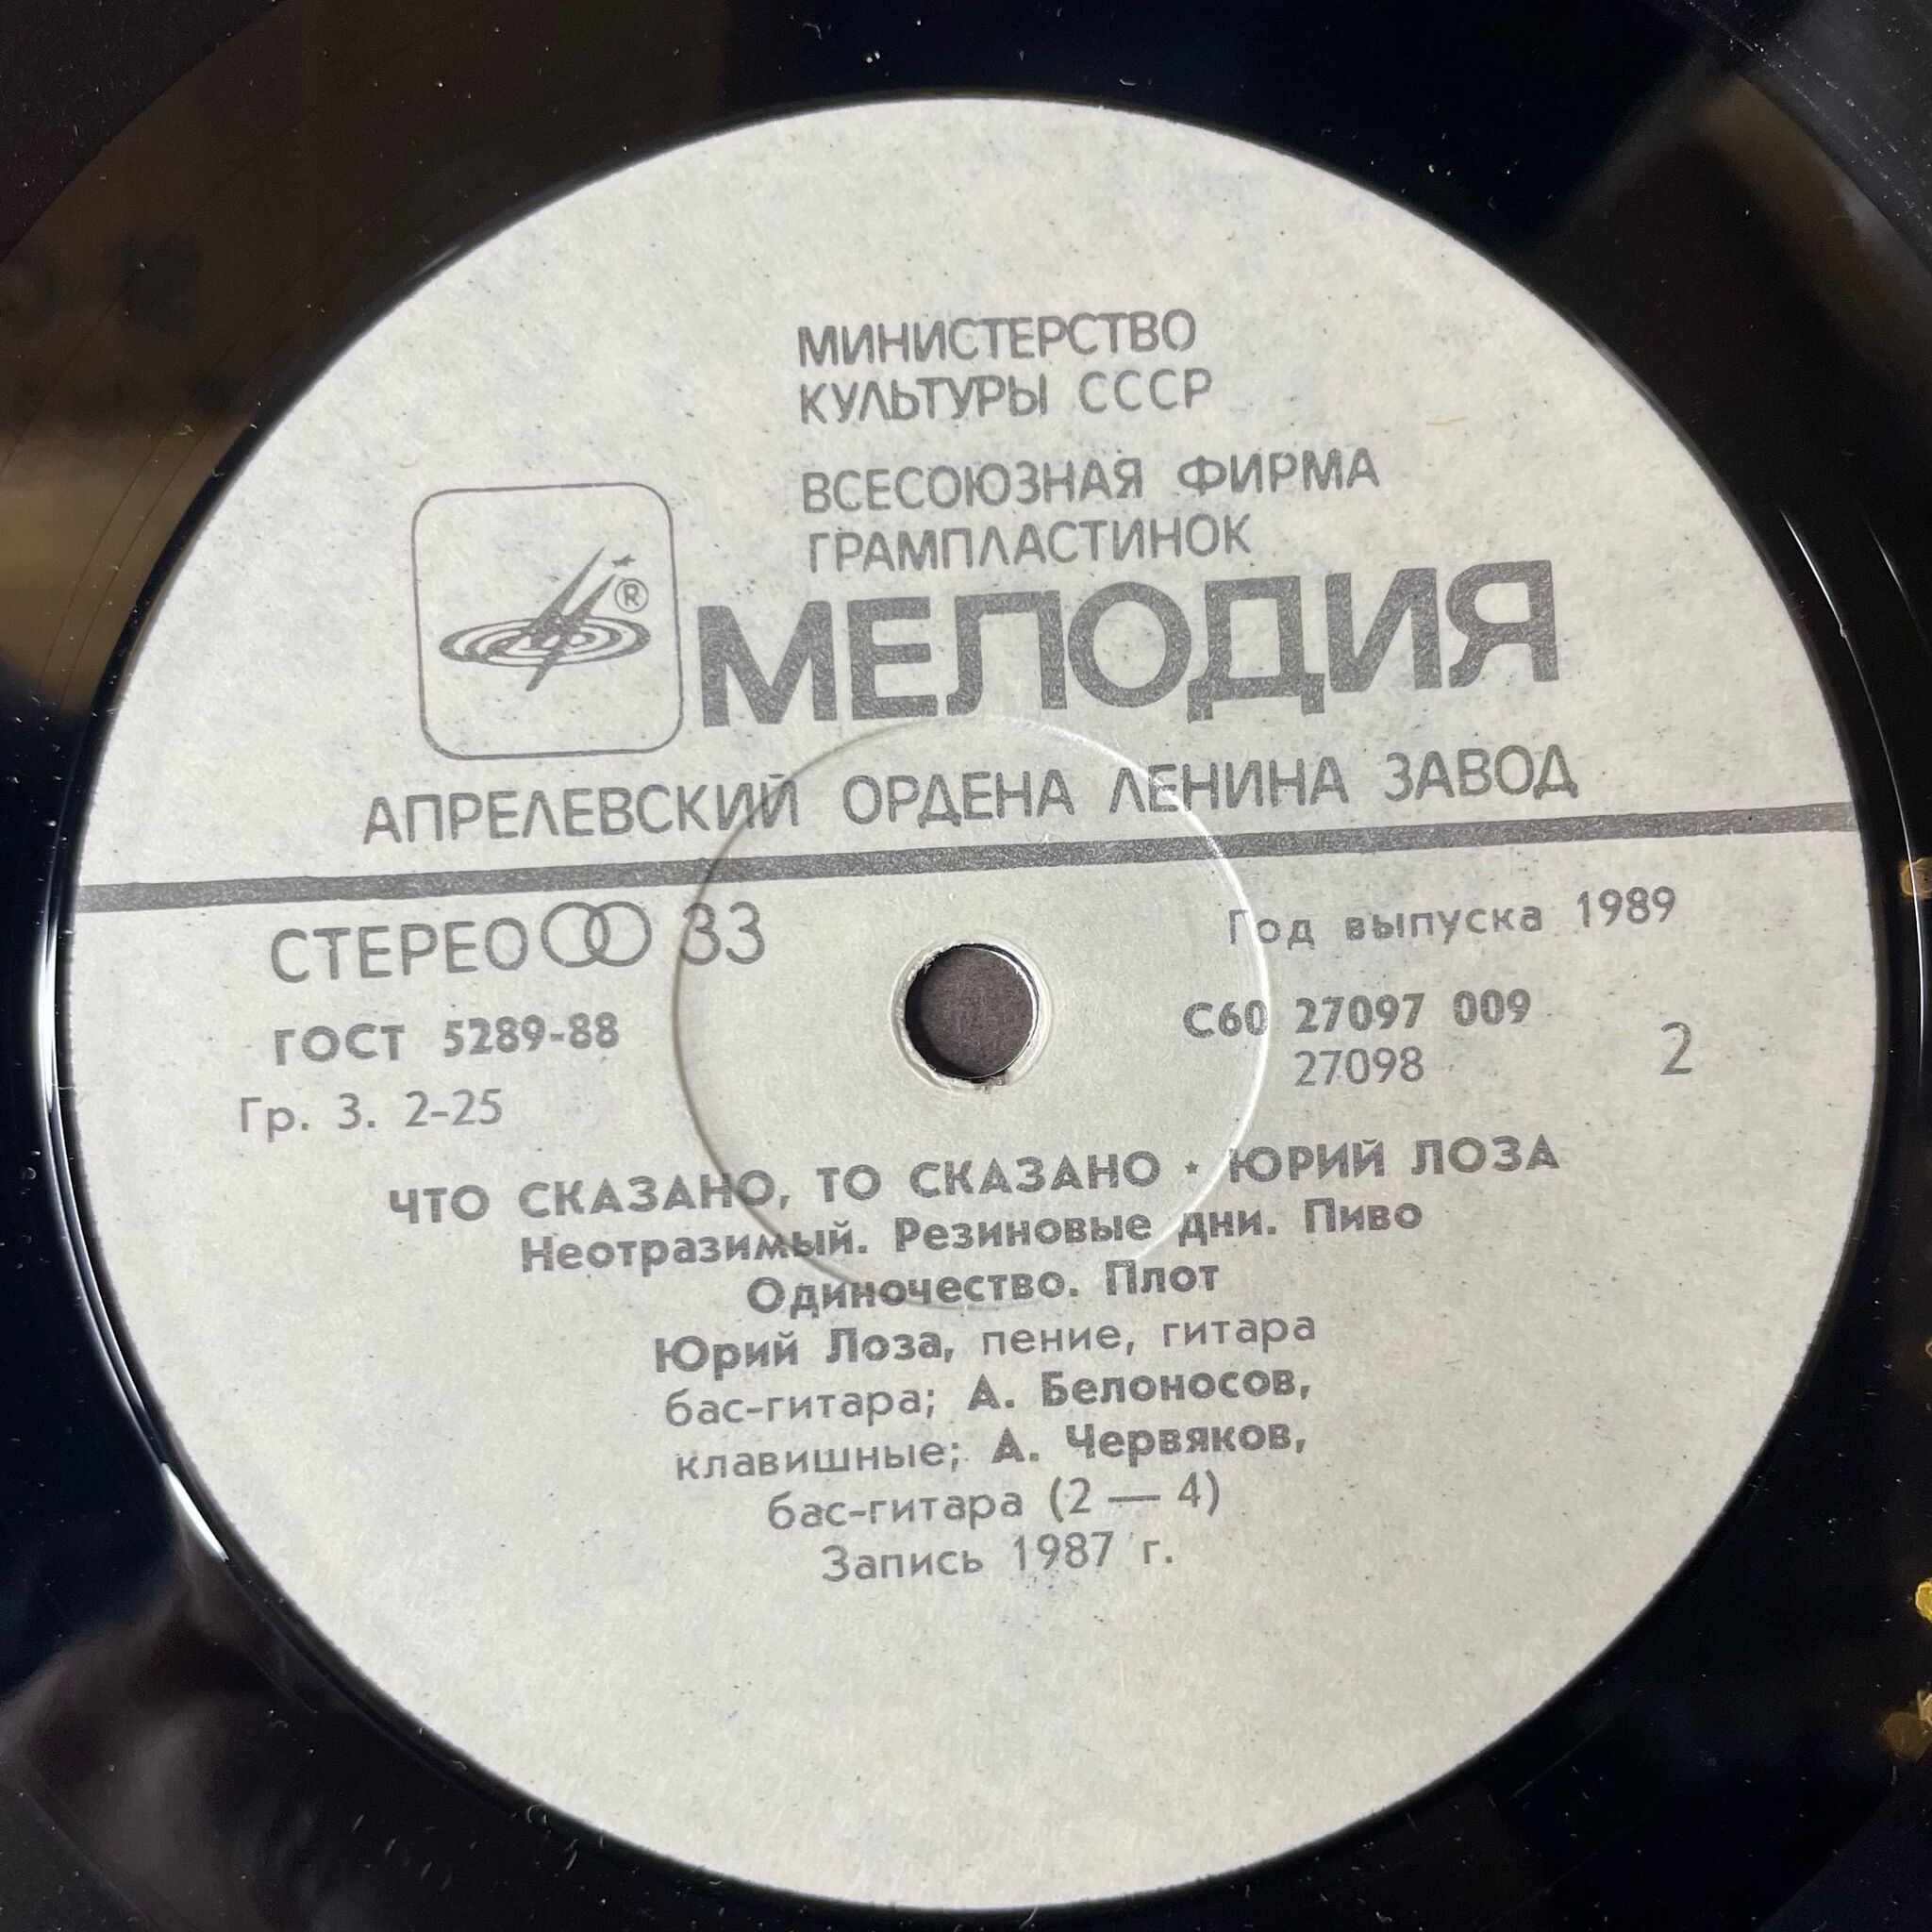 МИНИСТЕРСТВО
КУЛЬТУРЫ СССР
ВСЕСОЮЗНАЯ ФИРМА
ГРАМПЛАСТИНОК
®
МЕЛОДИЯ
АПРЕЛЕВСКИЙ ОРДЕНА ЛЕНИНА ЗАВОД
СТЕРЕО 33
Год выпуска 1989
ГОСТ 5289-88
С60 27097 009
27098
2
Гр. 3. 2-25
ЧТО СКАЗАНО, ТО СКАЗАНО * ЮРИЙ ЛОЗА
Неотразимый. Резиновые дни. Пиво
Одиночество. Плот
Юрий Лоза, пение, гитара
бас-гитара; А. Белоносов,
клавишные; А. Червяков,
бас-гитара (2 — 4)
Запись 1987 г.